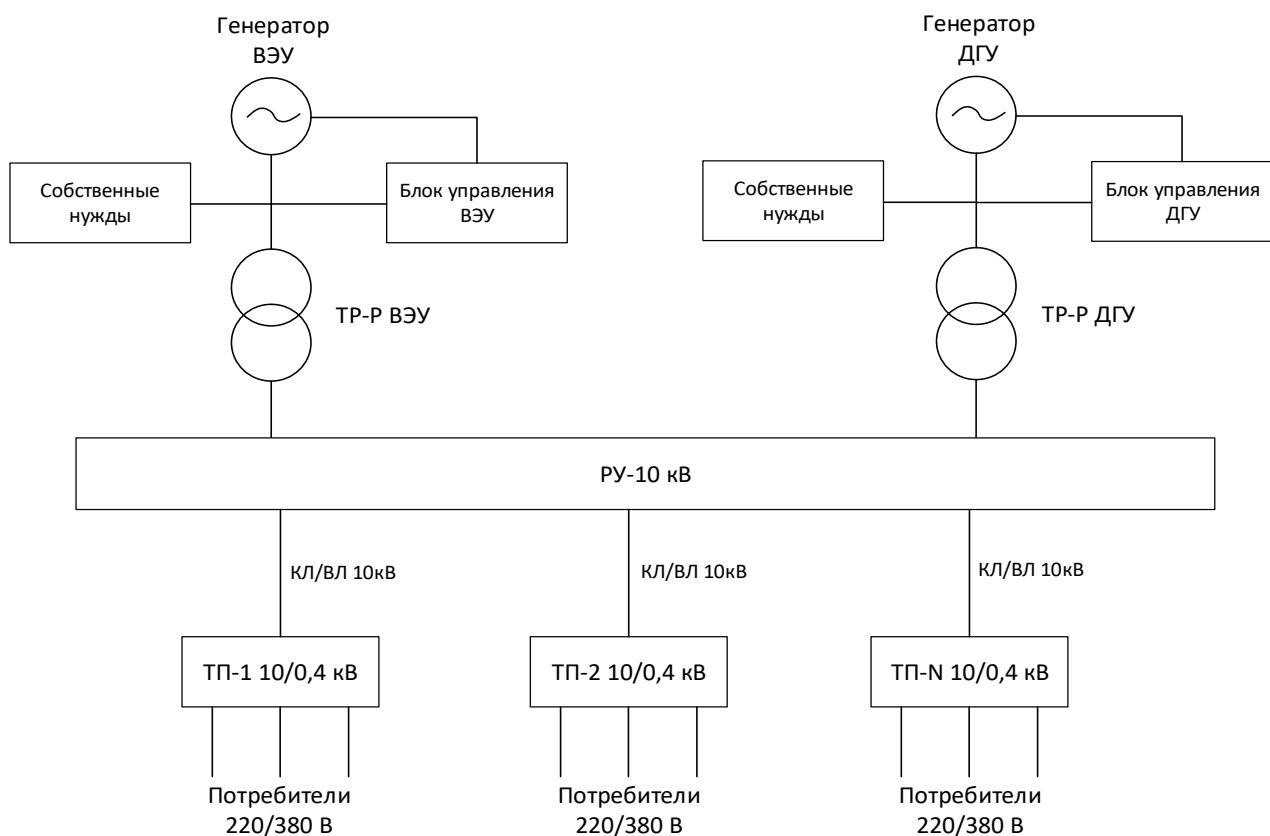 Генератор
ВЭУ
Генератор
ДГУ
Собственные
нужды
Блок управления
ВЭУ
Собственные
нужды
Блок управления
ДГУ
ТР-Р ВЭУ
ТР-Р ДГУ
РУ-10 кВ
КЛ/ВЛ 10кВ
КЛ/ВЛ 10кВ
КЛ/ВЛ 10кВ
ТП-1 10/0,4 кВ
ТП-2 10/0,4 кВ
ТП-N 10/0,4 кВ
Потребители
220/380 В
Потребители
220/380 В
Потребители
220/380 В